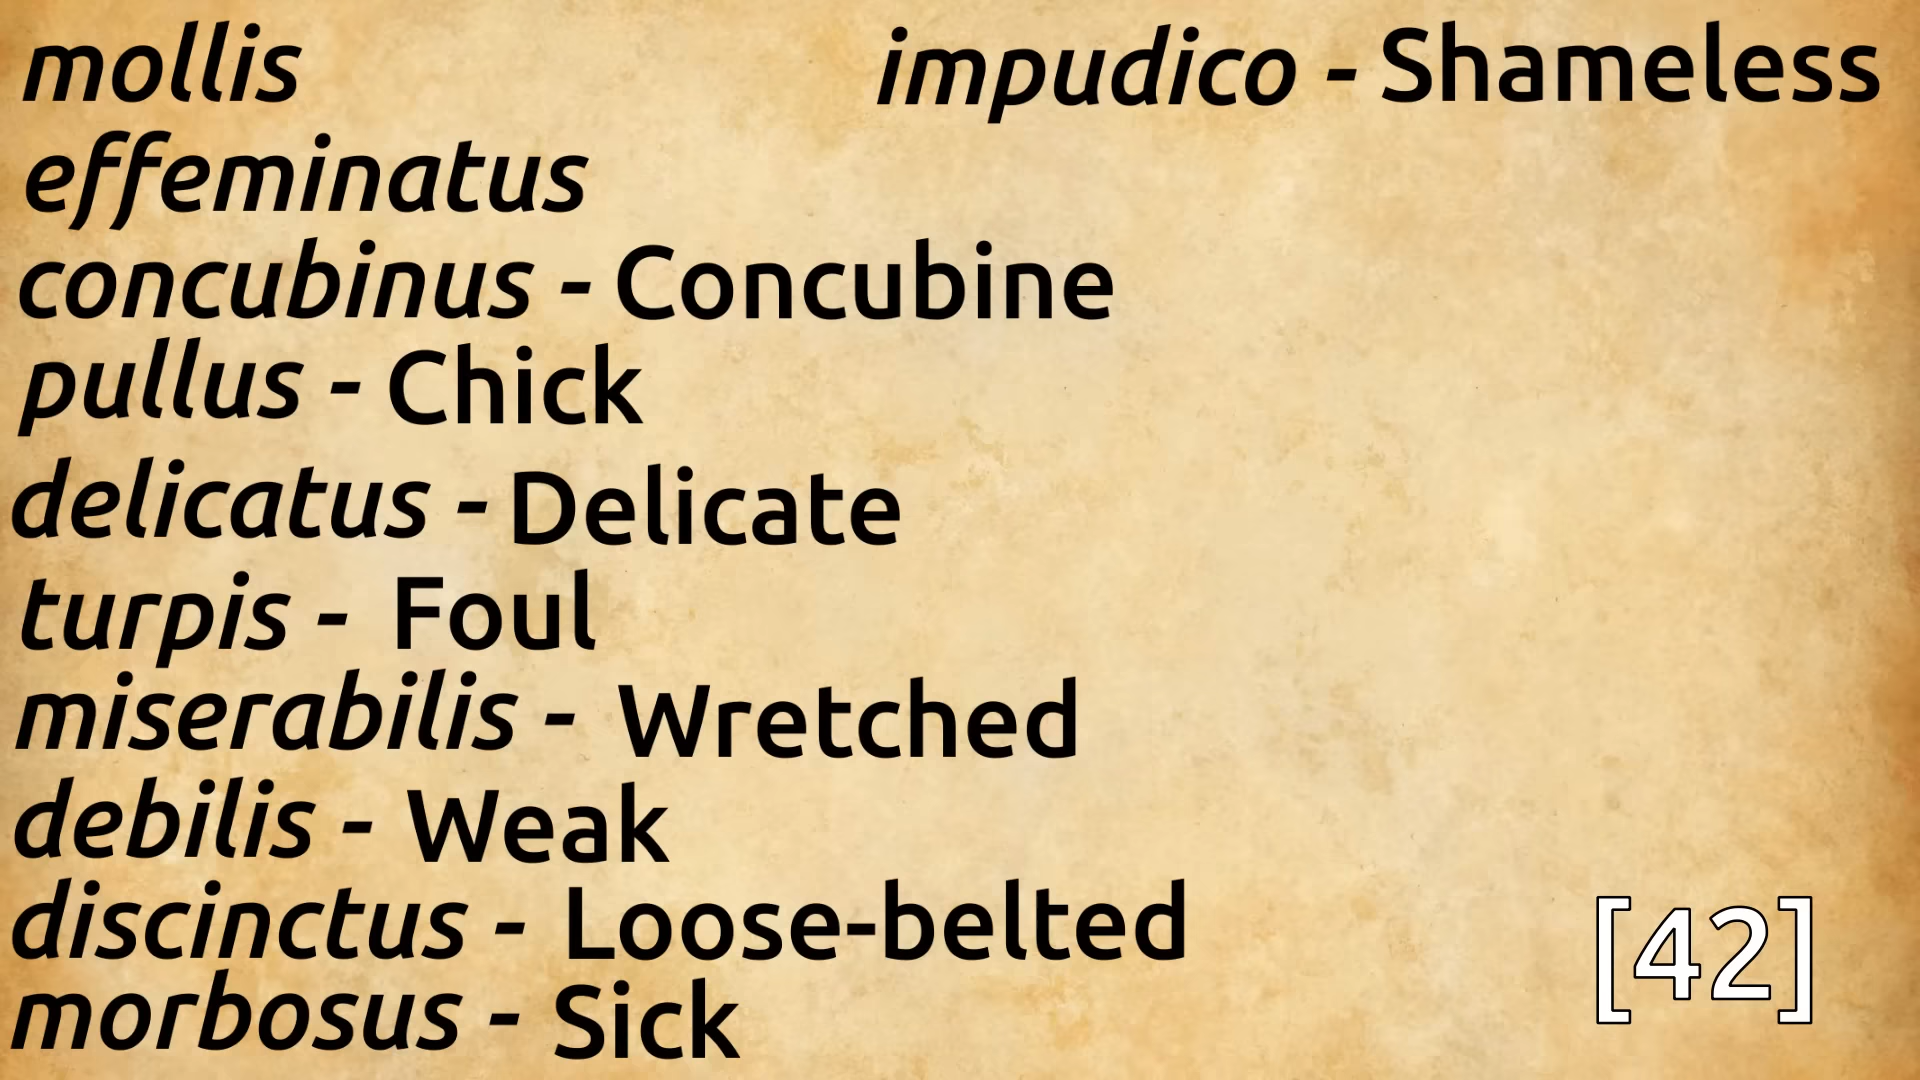 mollis
effeminatus
concubinus - Concubine
pullus - Chick
delicatus - Delicate
turpis - Foul
miserabilis - Wretched
debilis - Weak
discinctus - Loose-belted
morbosus - Sick
impudico - Shameless
[42]